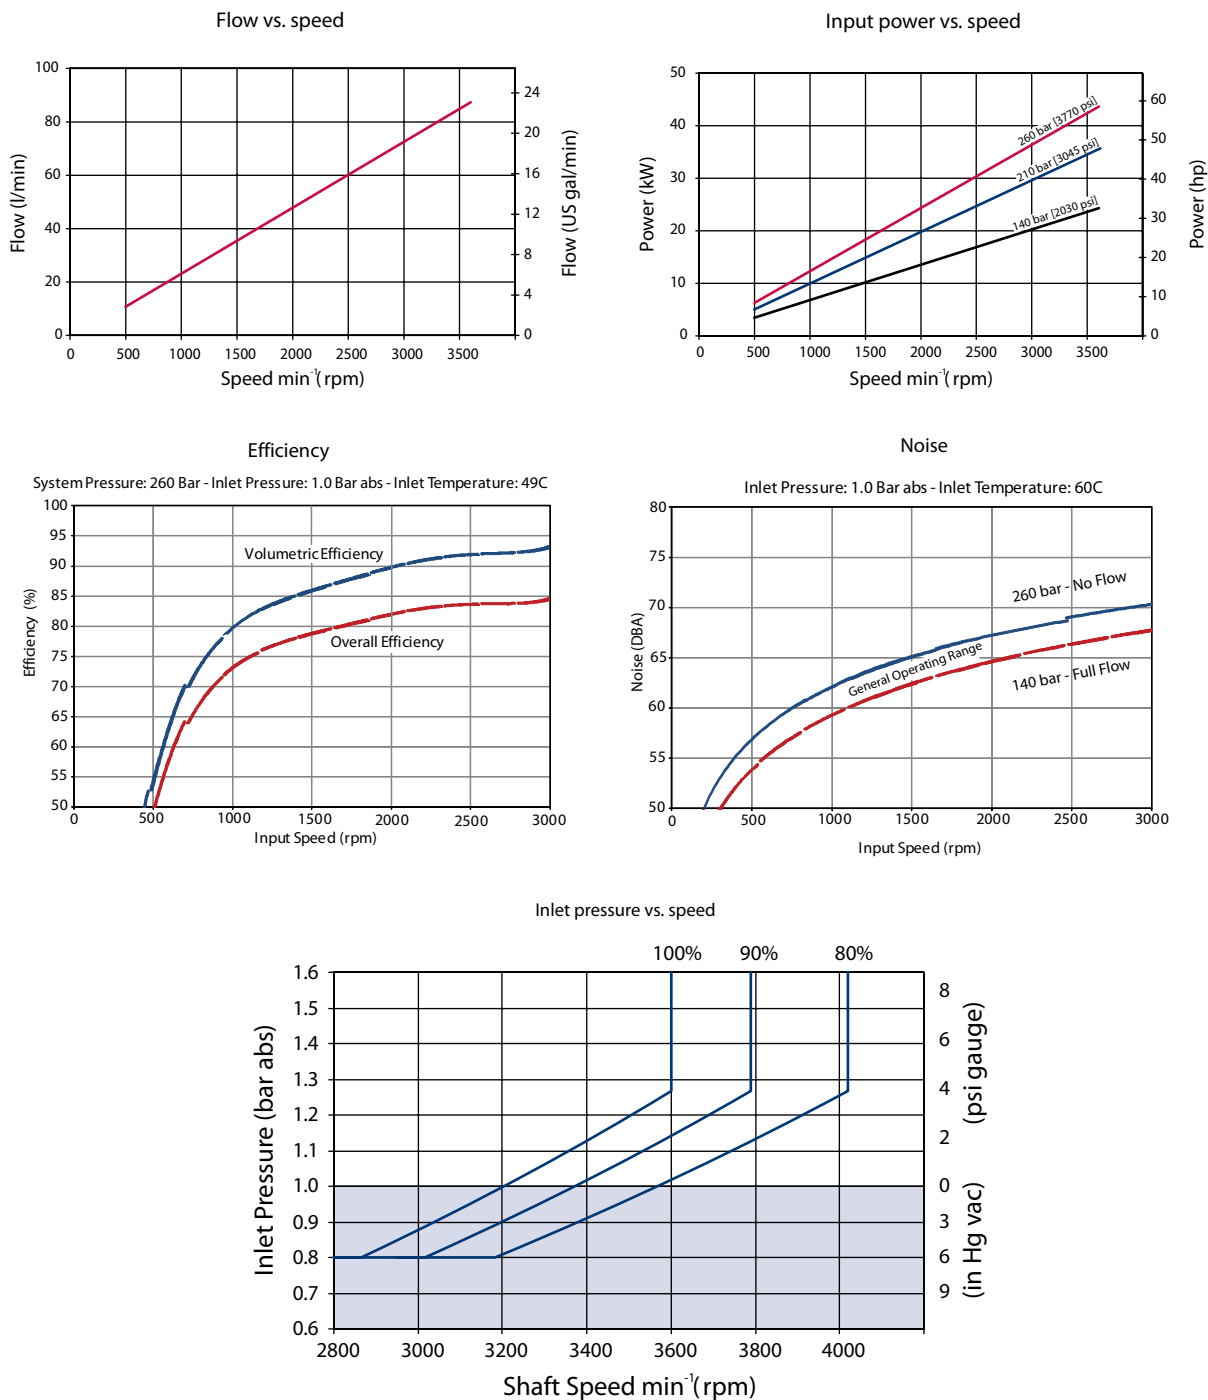 Flow vs. speed
100
80
60
40
20
0
24
20
16
12
8
4
0
0 500 1000 1500 2000 2500 3000 3500
Flow (l/min)
Flow (US gal/min)
Speed min-1(rpm)
Input power vs. speed
50
40
30
20
10
0
60
50
40
30
20
10
0
260 bar [3770 psi]
210 bar [3045 psi]
140 bar [2030 psi]
0 500 1000 1500 2000 2500 3000 3500
Power (kW)
Power (hp)
Speed min-1(rpm)
Efficiency
System Pressure: 260 Bar - Inlet Pressure: 1.0 Bar abs - Inlet Temperature: 49C
100
95
90
85
80
75
70
65
60
55
50
Volumetric Efficiency
Overall Efficiency
0 500 1000 1500 2000 2500 3000
Efficiency (%)
Input Speed (rpm)
Noise
Inlet Pressure: 1.0 Bar abs - Inlet Temperature: 60C
80
75
70
65
60
55
50
260 bar - No Flow
General Operating Range
140 bar - Full Flow
0 500 1000 1500 2000 2500 3000
Noise (DBA)
Input Speed (rpm)
Inlet pressure vs. speed
100% 90% 80%
1.6
1.5
1.4
1.3
1.2
1.1
1.0
0.9
0.8
0.7
0.6
8
6
4
2
0
3
6
9
Inlet Pressure (bar abs)
(psi gauge)
(in Hg vac)
2800 3000 3200 3400 3600 3800 4000
Shaft Speed min-1(rpm)